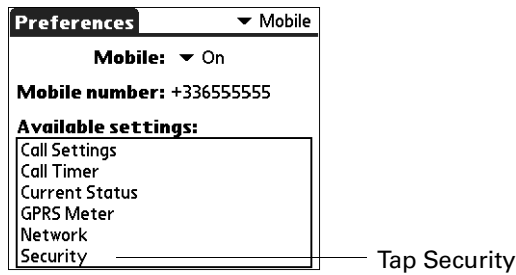 Preferences Mobile
Mobile: On
Mobile number: +336555555
Available settings:
Call Settings
Call Timer
Current Status
GPRS Meter
Network
Security Tap Security